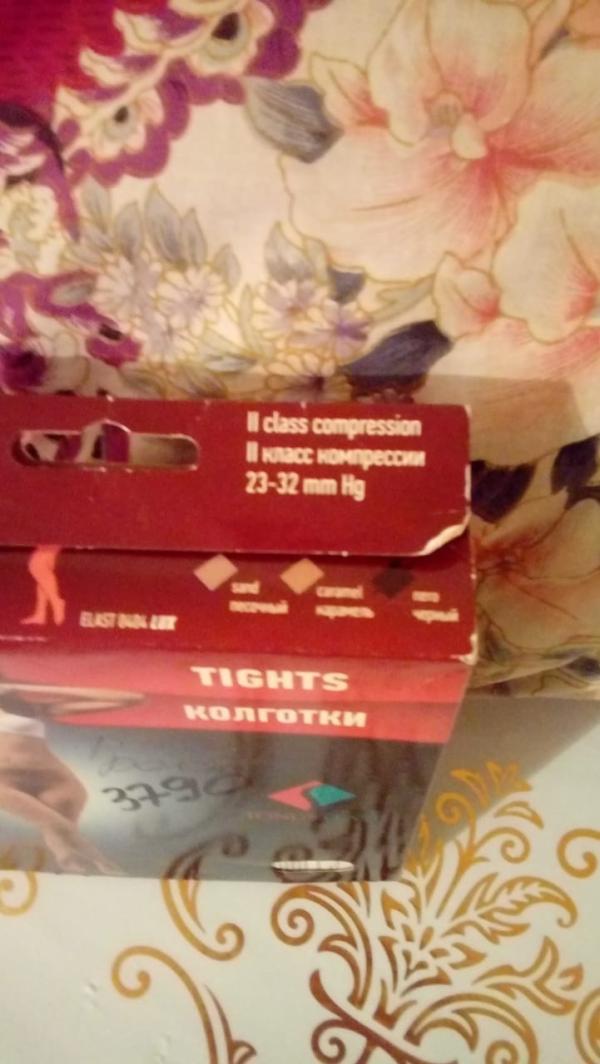 II class compression
II класс компрессии
23-32 mm Hg
sand
песочный
caramel
карамель
nero
черный
ELAST 0404 LUX
TIGHTS
КОЛГОТКИ
3790